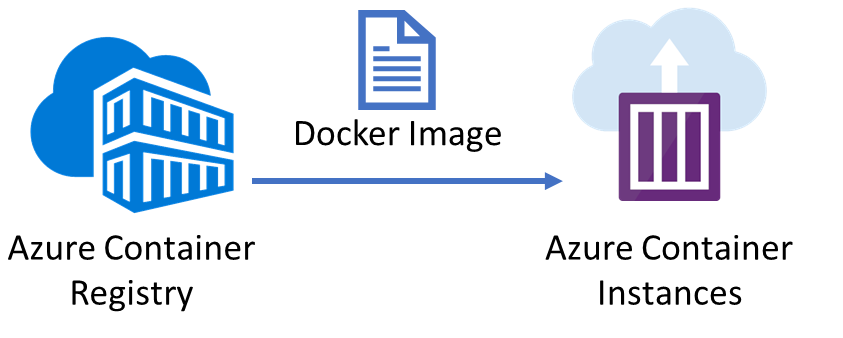 Docker Image
Azure Container
Registry
Azure Container
Instances